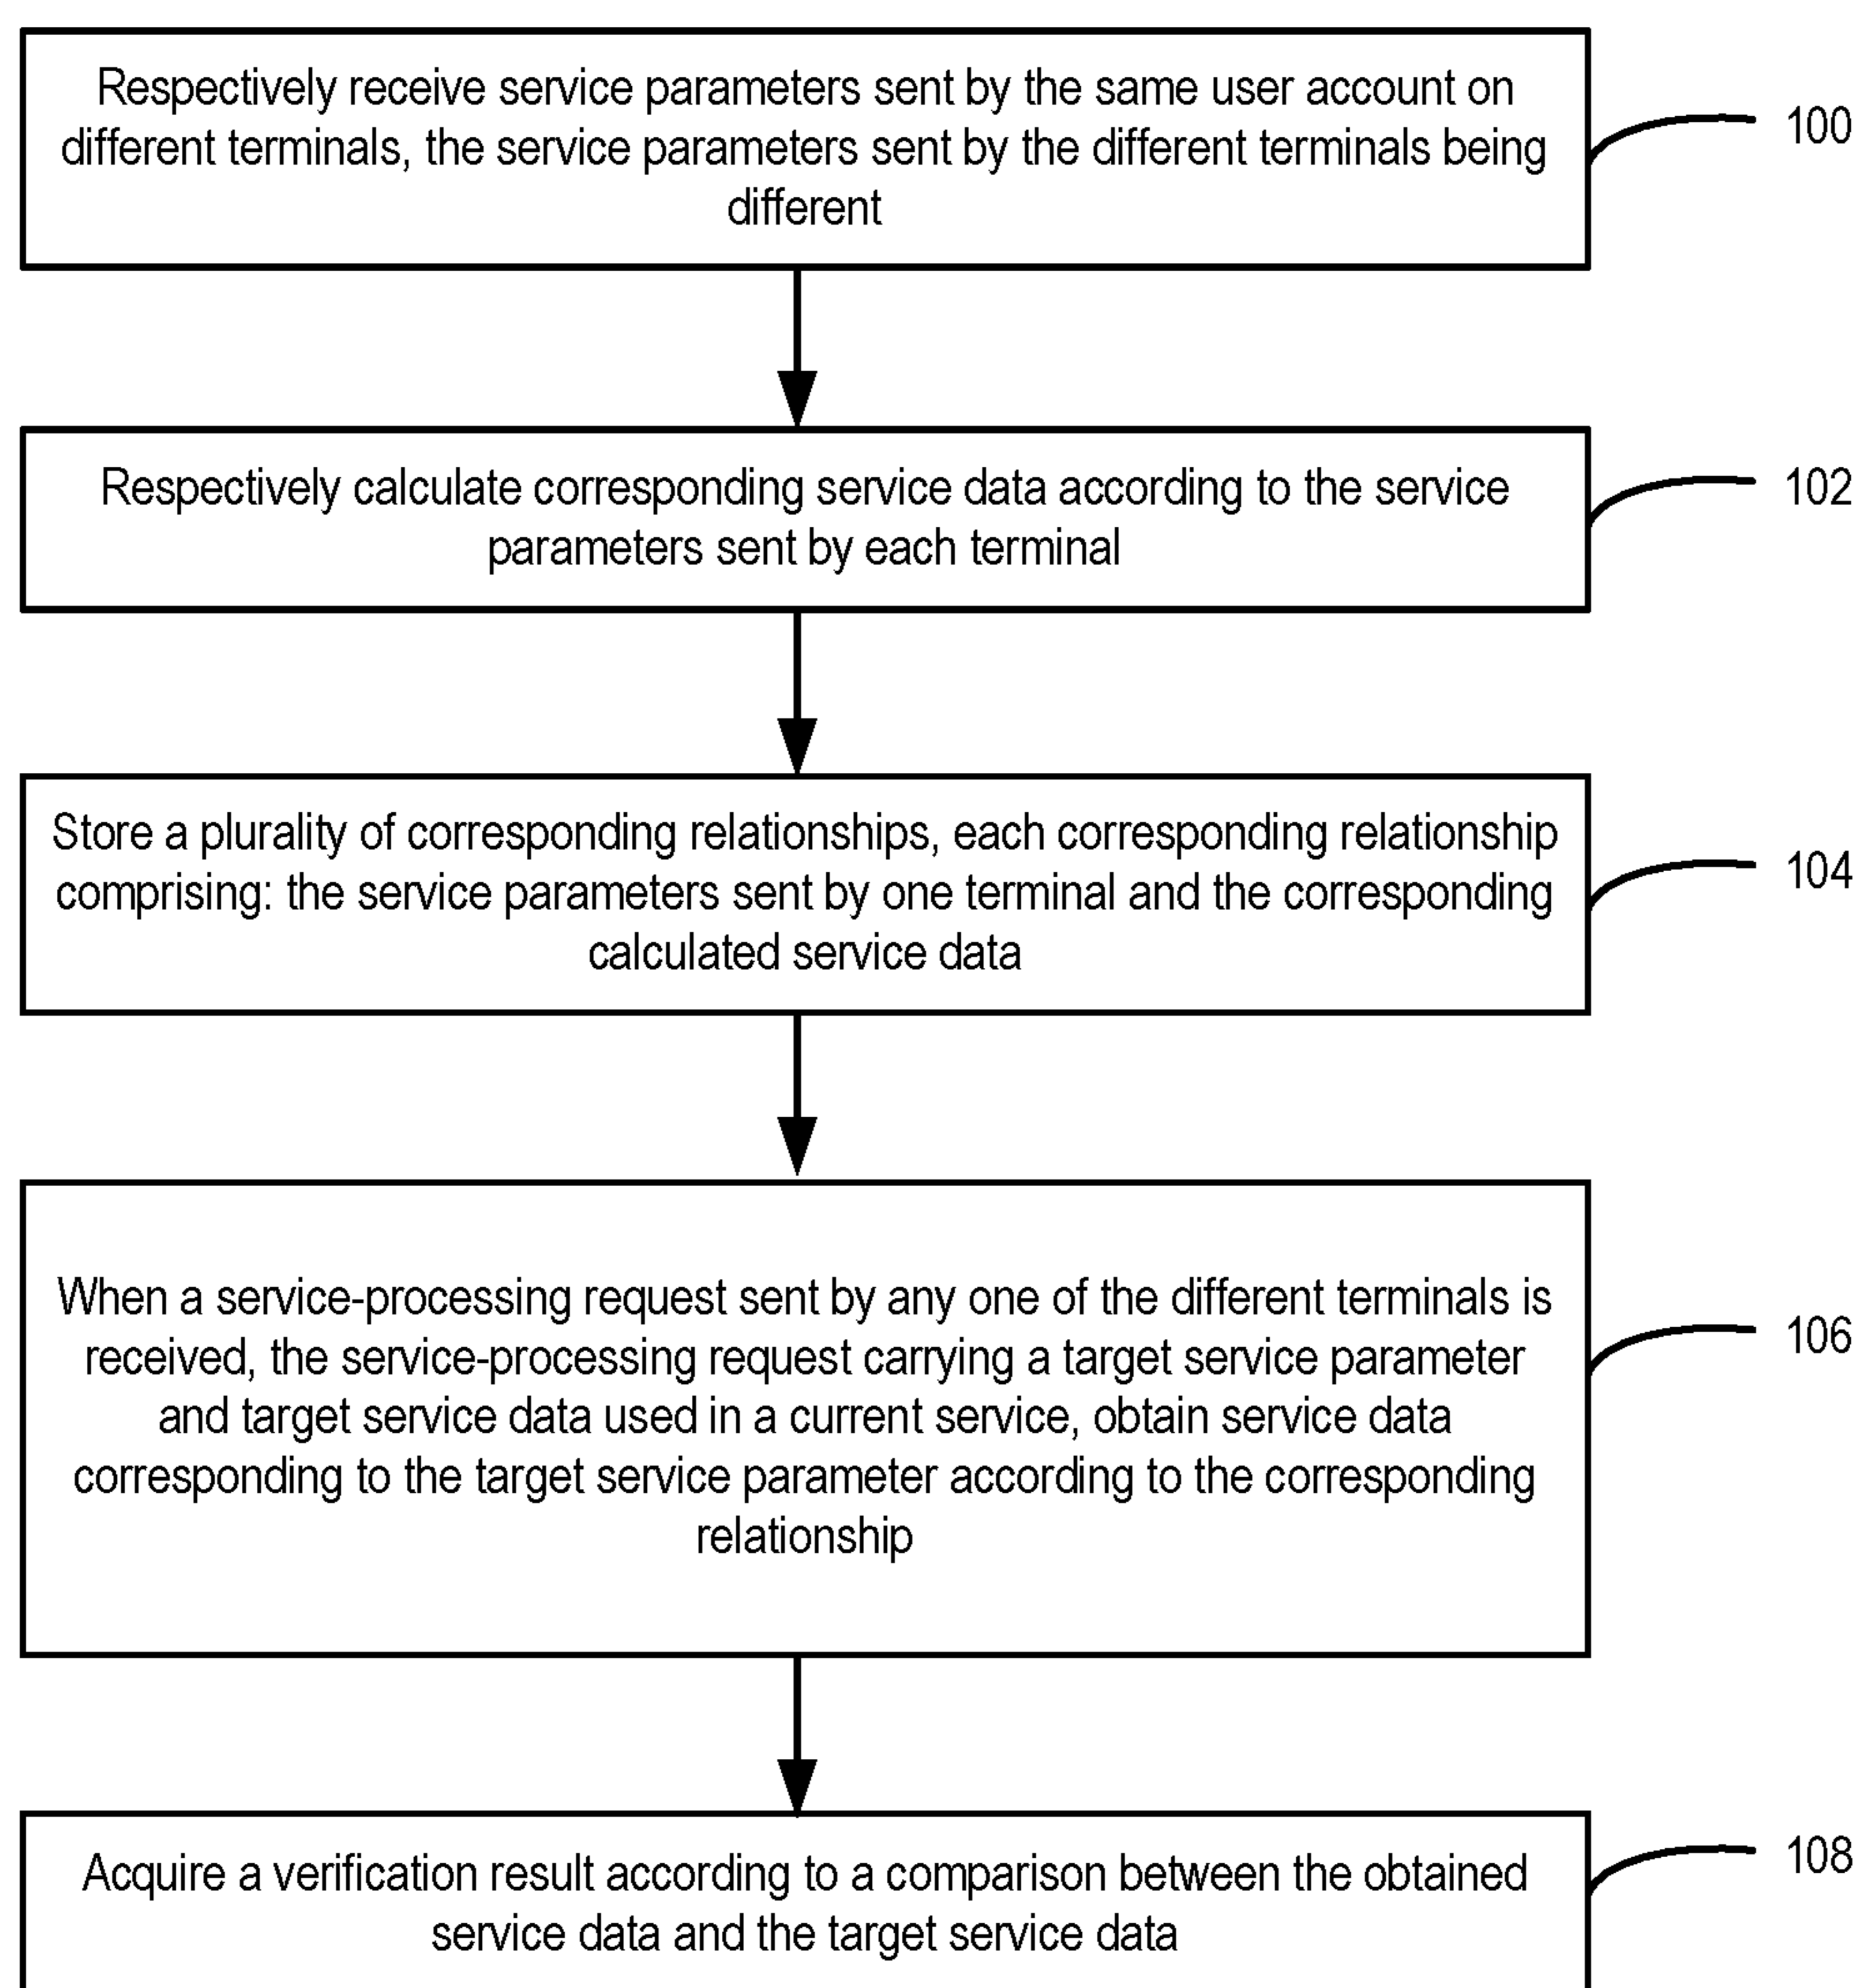 Respectively receive service parameters sent by the same user account on
different terminals, the service parameters sent by the different terminals being
different
100
Respectively calculate corresponding service data according to the service
parameters sent by each terminal
102
Store a plurality of corresponding relationships, each corresponding relationship
comprising: the service parameters sent by one terminal and the corresponding
calculated service data
104
When a service-processing request sent by any one of the different terminals is
received, the service-processing request carrying a target service parameter
and target service data used in a current service, obtain service data
corresponding to the target service parameter according to the corresponding
relationship
106
Acquire a verification result according to a comparison between the obtained
service data and the target service data
108